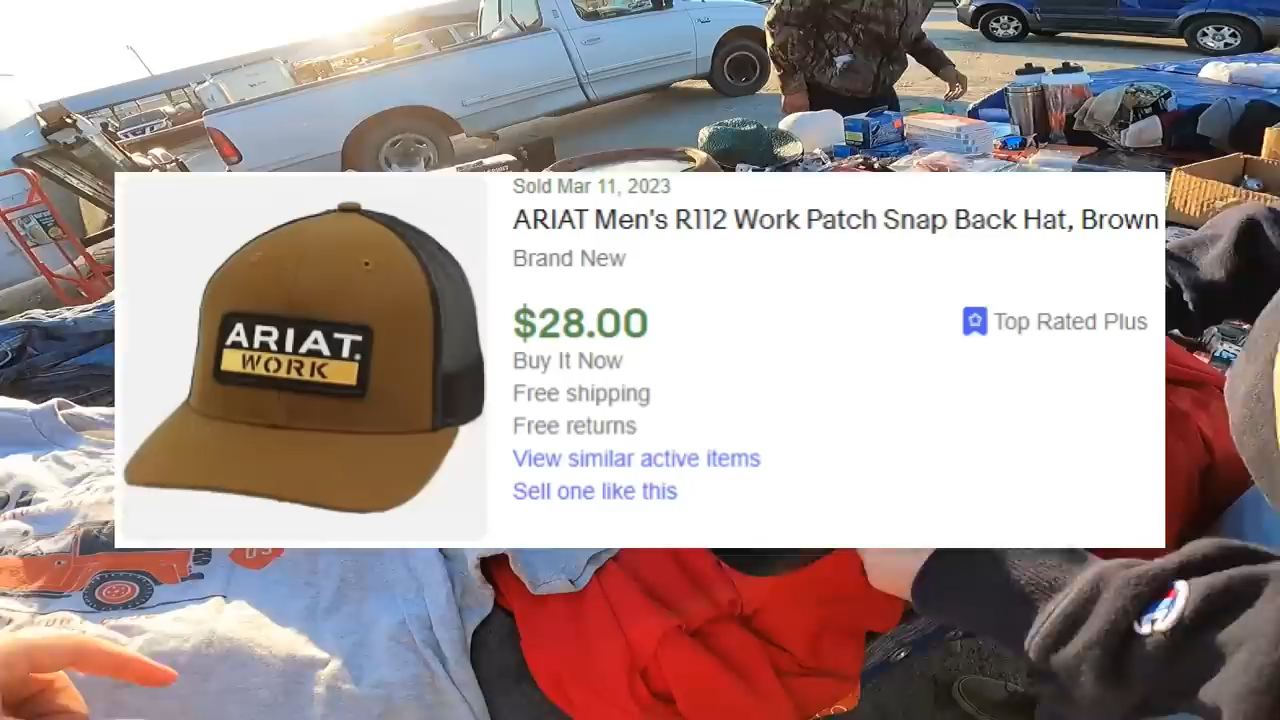 Sold Mar 11, 2023
ARIAT Men's R112 Work Patch Snap Back Hat, Brown
Brand New
$28.00
Top Rated Plus
Buy It Now
Free shipping
Free returns
View similar active items
Sell one like this
ARIAT.
WORK